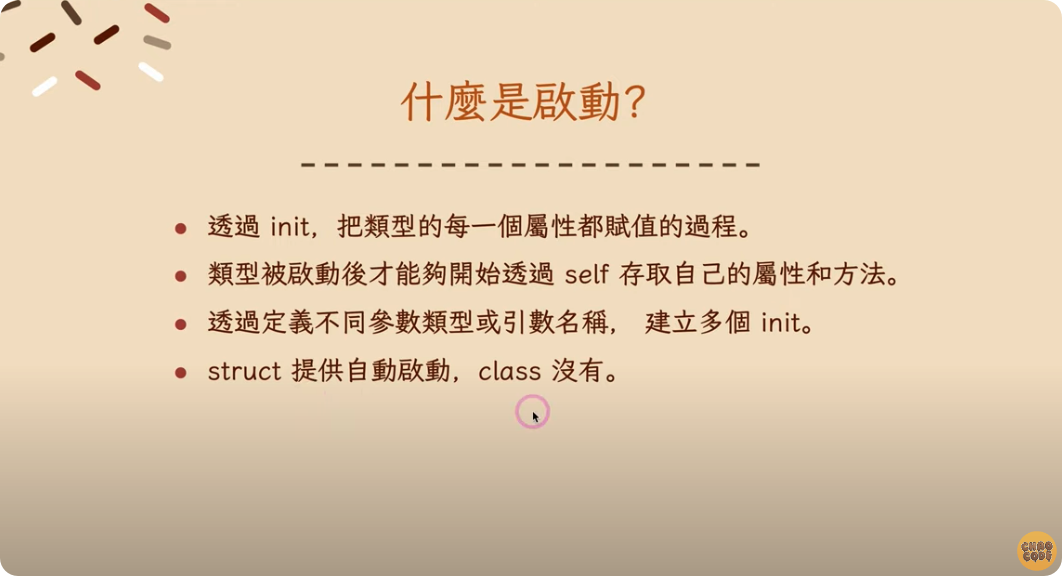 什麼是啟動?
透過 init, 把類型的每一個屬性都賦值的過程。
類型被啟動後才能夠開始透過 self 存取自己的屬性和方法。
透過定義不同參數類型或引數名稱, 建立多個 init。
struct 提供自動啟動, class 沒有。
CHAO
CODE